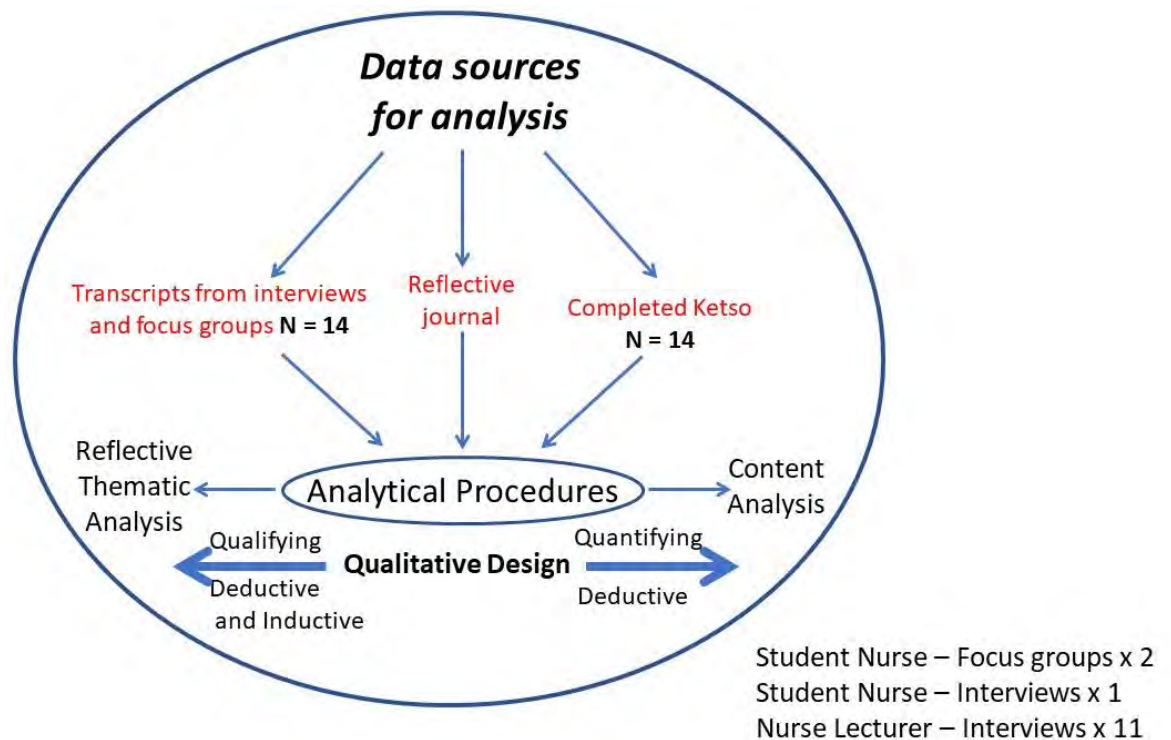 Data sources
for analysis
Transcripts from interviews
and focus groups N = 14
Reflective
journal
Completed Ketso
N = 14
Reflective
Thematic
Analysis
Analytical Procedures
Content
Analysis
Qualifying
Deductive
and Inductive
Qualitative Design
Quantifying
Deductive
Student Nurse – Focus groups x 2
Student Nurse – Interviews x 1
Nurse Lecturer – Interviews x 11